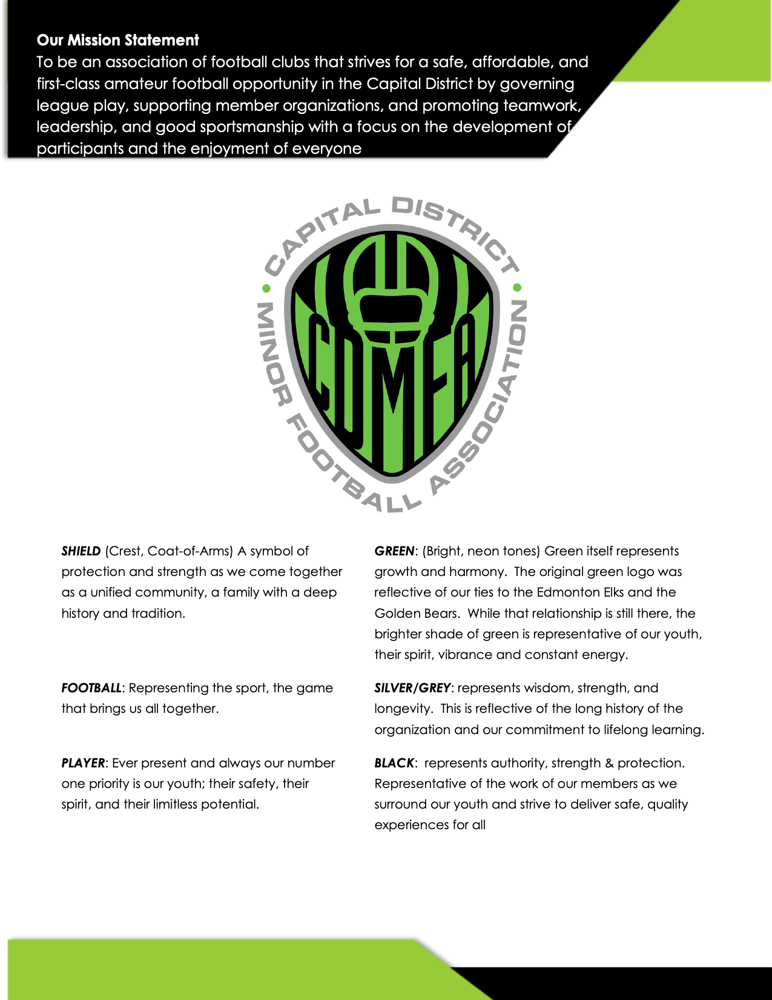 Our Mission Statement
To be an association of football clubs that strives for a safe, affordable, and
first-class amateur football opportunity in the Capital District by governing
league play, supporting member organizations, and promoting teamwork,
leadership, and good sportsmanship with a focus on the development of
participants and the enjoyment of everyone
CAPITAL DISTRICT
MINOR FOOTBALL ASSOCIATION
CDMFA
SHIELD (Crest, Coat-of-Arms) A symbol of
protection and strength as we come together
as a unified community, a family with a deep
history and tradition.
GREEN: (Bright, neon tones) Green itself represents
growth and harmony.  The original green logo was
reflective of our ties to the Edmonton Elks and the
Golden Bears.  While that relationship is still there, the
brighter shade of green is representative of our youth,
their spirit, vibrance and constant energy.
FOOTBALL: Representing the sport, the game
that brings us all together.
SILVER/GREY: represents wisdom, strength, and
longevity.  This is reflective of the long history of the
organization and our commitment to lifelong learning.
PLAYER: Ever present and always our number
one priority is our youth; their safety, their
spirit, and their limitless potential.
BLACK:  represents authority, strength & protection.
Representative of the work of our members as we
surround our youth and strive to deliver safe, quality
experiences for all